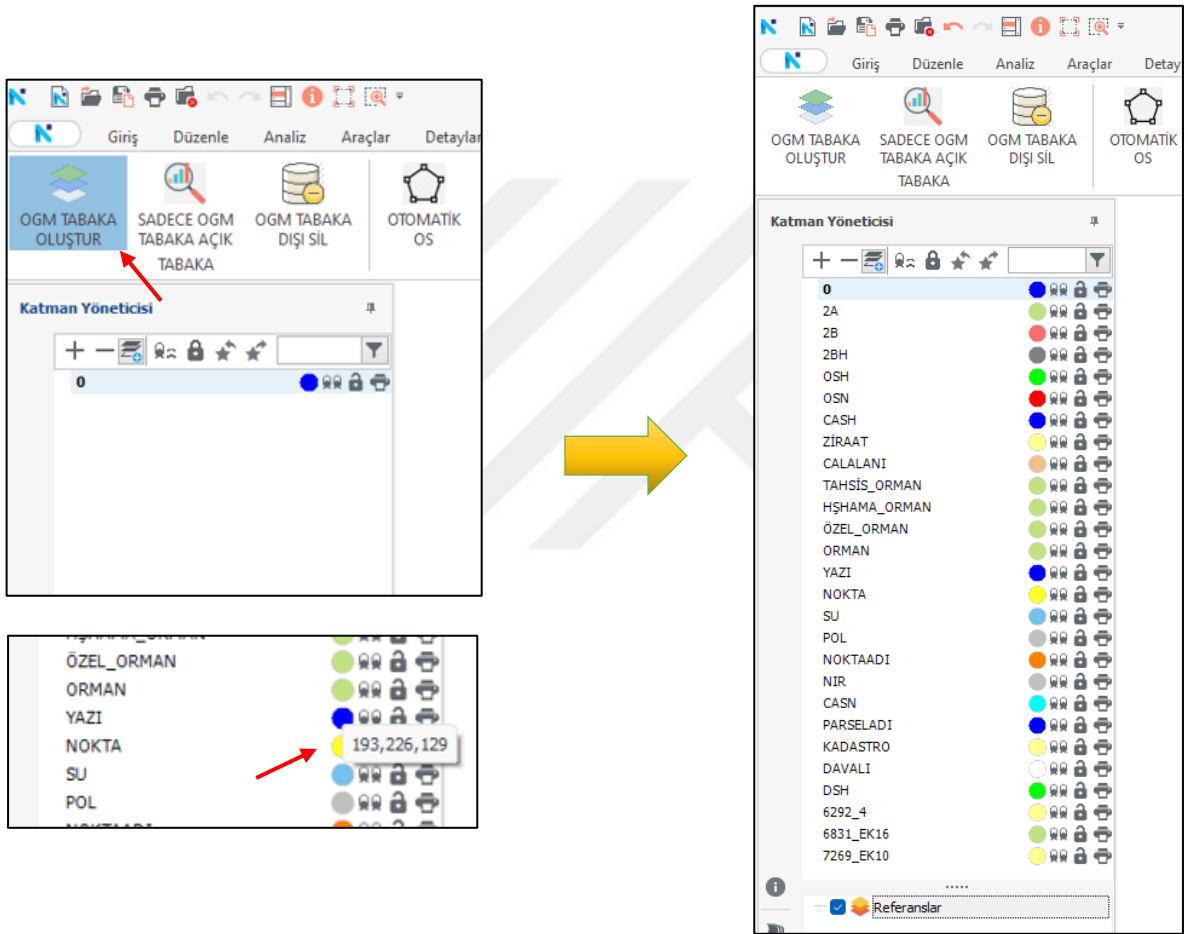 Giriş Düzenle Analiz Araçlar Detaylar
OGM TABAKA OLUŞTUR
SADECE OGM TABAKA AÇIK
OGM TABAKA DIŞI SİL
OTOMATİK OS
TABAKA
Katman Yöneticisi
0
ÖZEL_ORMAN
ORMAN
YAZI
NOKTA
193,226,129
SU
POL
NOKTAADI
Giriş Düzenle Analiz Araçlar Detay
OGM TABAKA OLUŞTUR
SADECE OGM TABAKA AÇIK
OGM TABAKA DIŞI SİL
OTOMATİK OS
TABAKA
Katman Yöneticisi
0
2A
2B
2BH
OSH
OSN
CASH
ZİRAAT
CALALANI
TAHSİS_ORMAN
HŞHAMA_ORMAN
ÖZEL_ORMAN
ORMAN
YAZI
NOKTA
SU
POL
NOKTAADI
NIR
CASN
PARSELADI
KADASTRO
DAVALI
DSH
6292_4
6831_EK16
7269_EK10
Referanslar